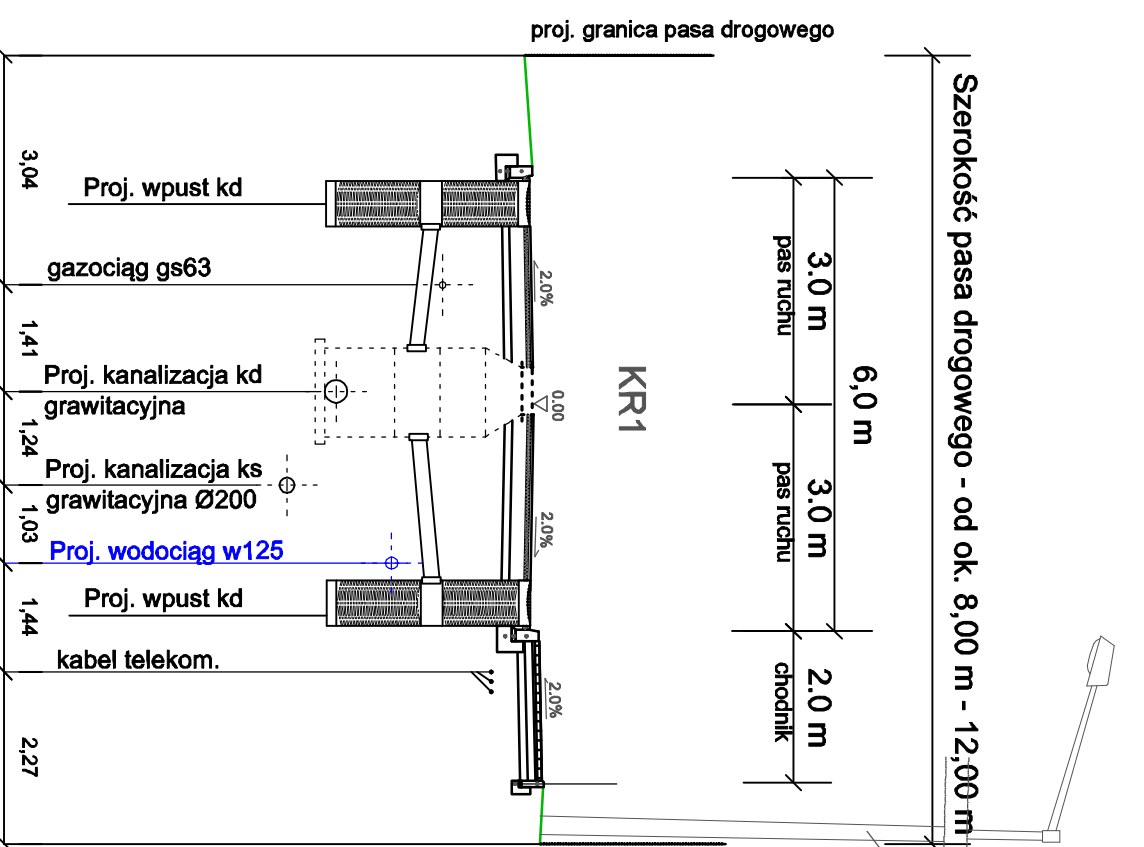 proj. granica pasa drogowego
Szerokość pasa drogowego - od ok. 8,00 m - 12,00 m
6,0 m
3.0 m
pas ruchu
3.0 m
pas ruchu
2.0 m
chodnik
KR1
2.0%
0.00
2.0%
2.0%
Proj. wpust kd
gazociąg gs63
Proj. kanalizacja kd
grawitacyjna
Proj. kanalizacja ks
grawitacyjna Ø200
Proj. wodociąg w125
Proj. wpust kd
kabel telekom.
3,04
1,41
1,24
1,03
1,44
2,27